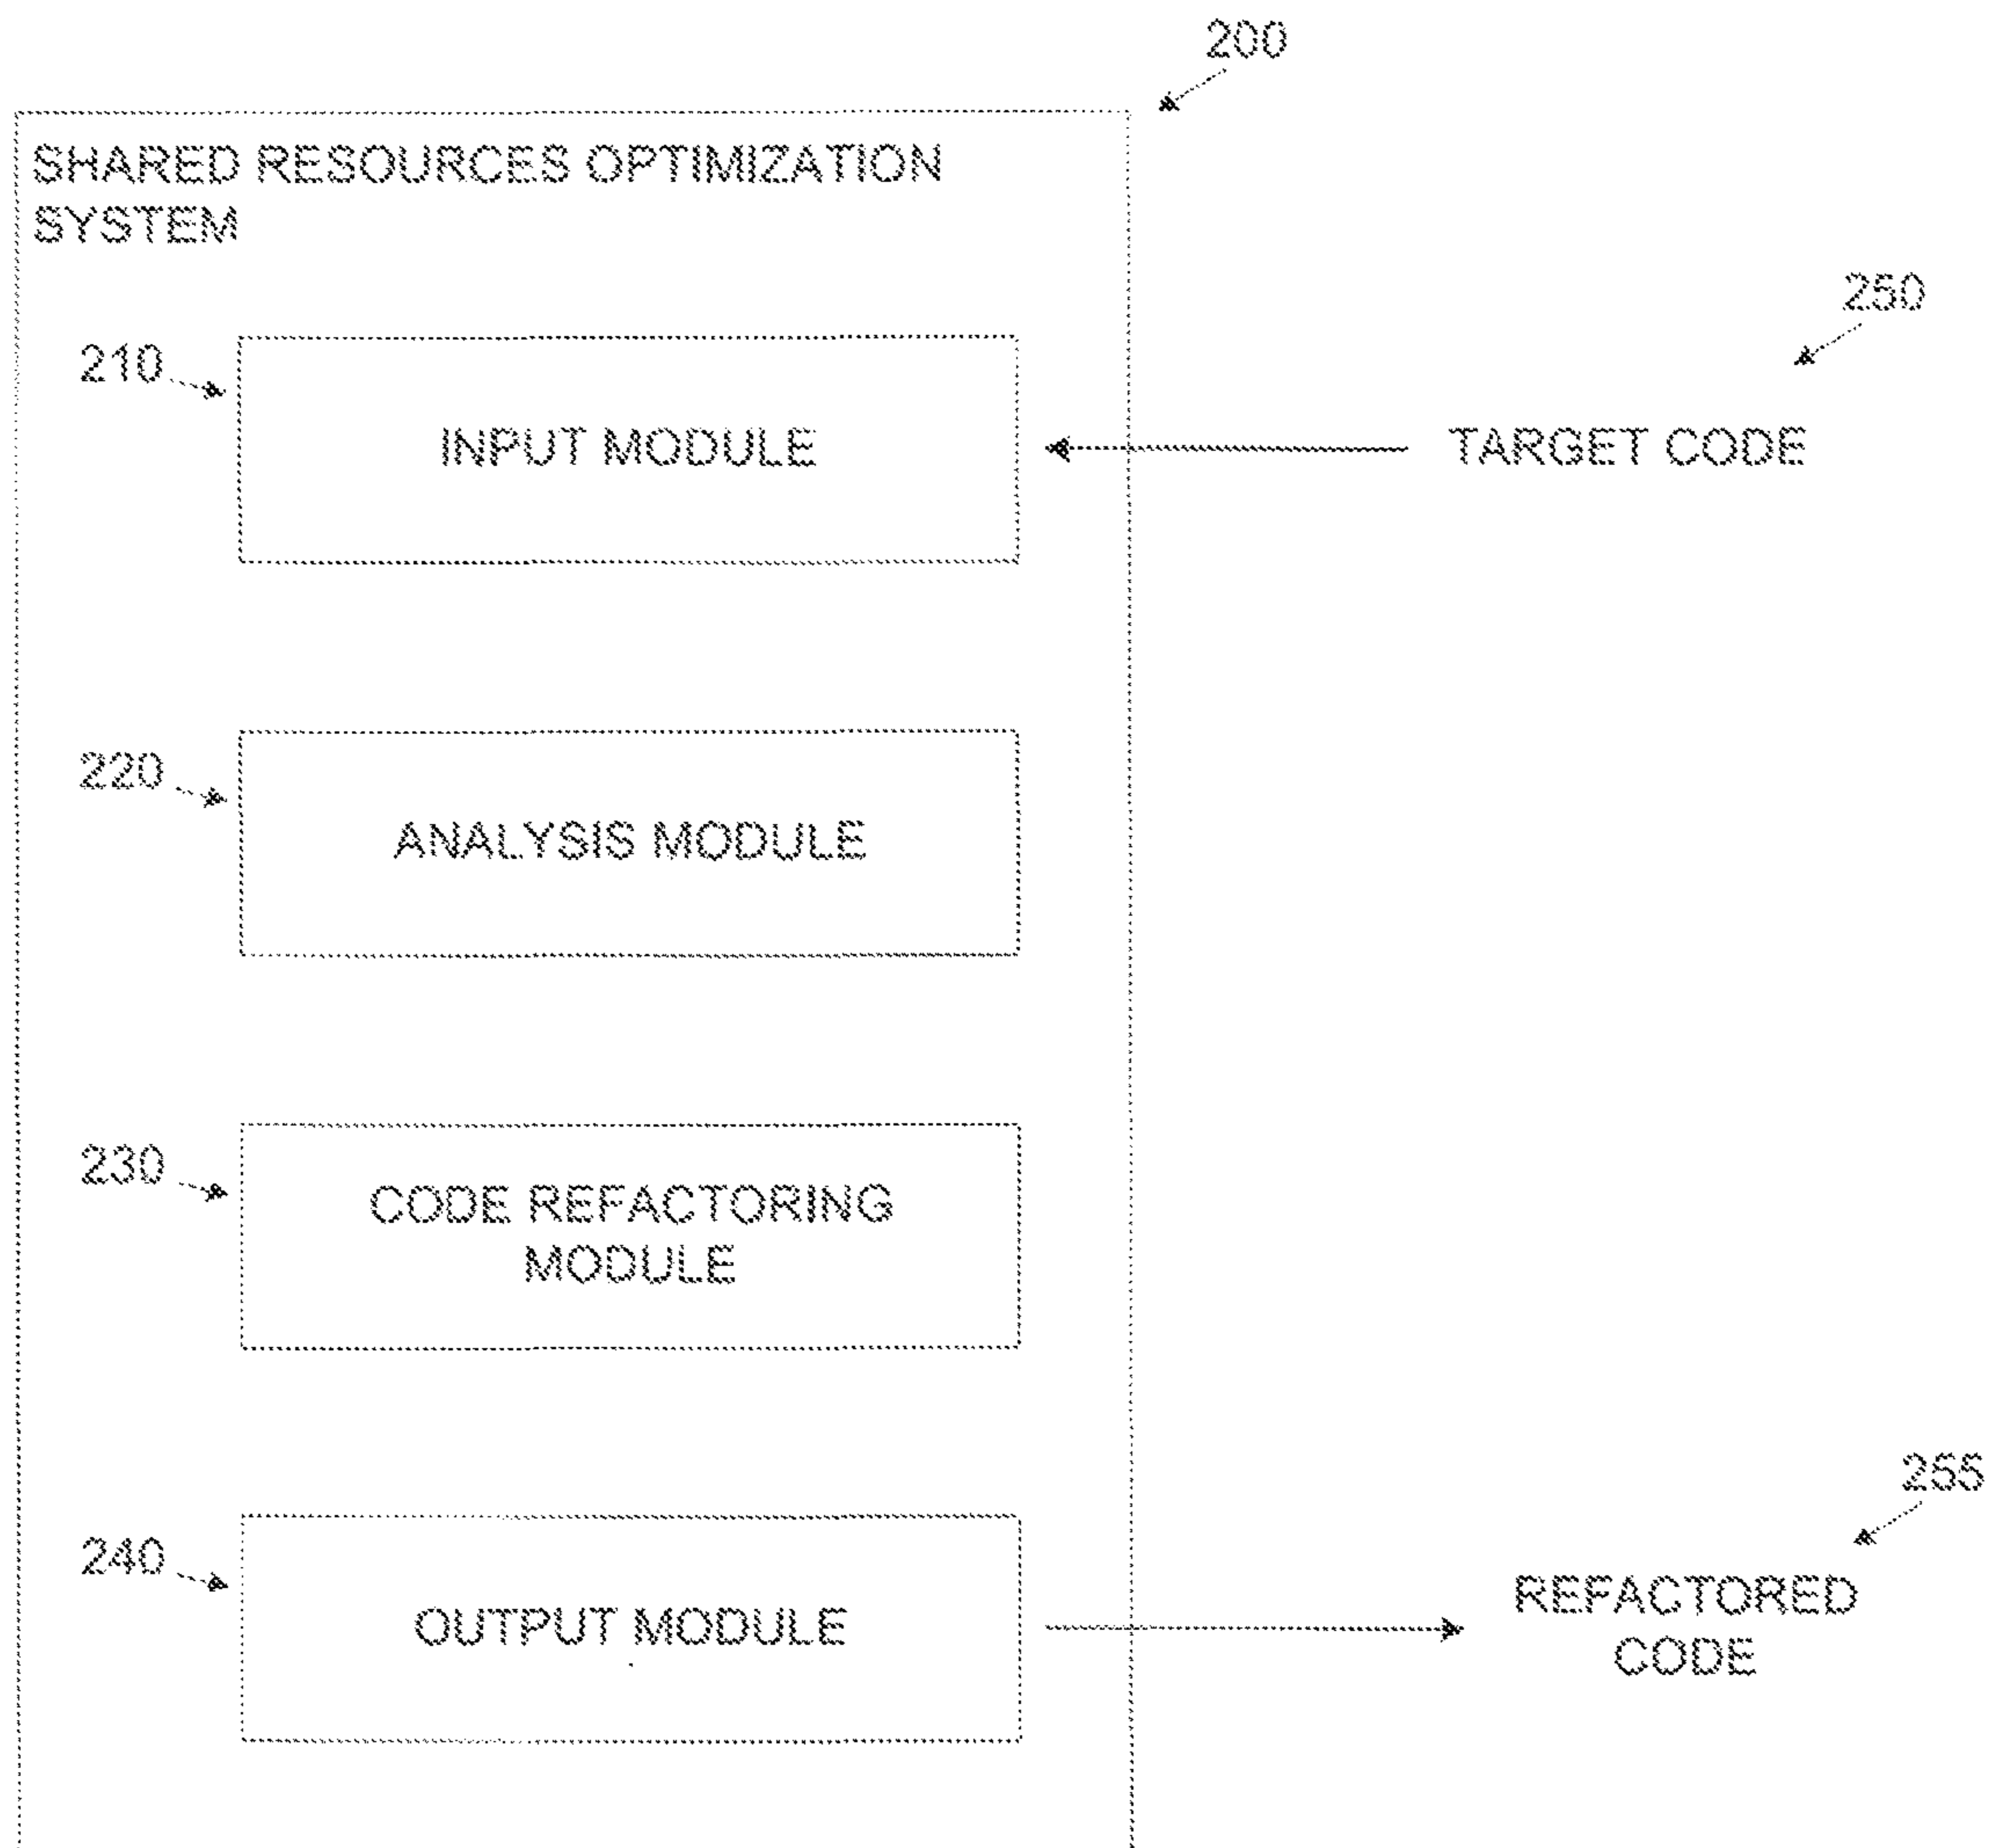 200
SHARED RESOURCES OPTIMIZATION
SYSTEM
250
210
INPUT MODULE
TARGET CODE
220
ANALYSIS MODULE
230
CODE REFACTORING
MODULE
255
240
OUTPUT MODULE
REFACTORED
CODE